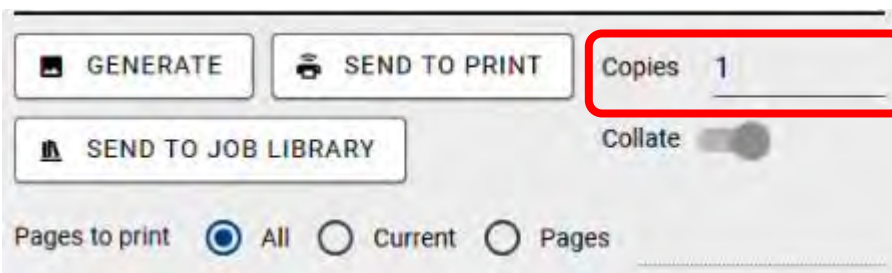 GENERATE SEND TO PRINT Copies 1
SEND TO JOB LIBRARY Collate
Pages to print All Current Pages